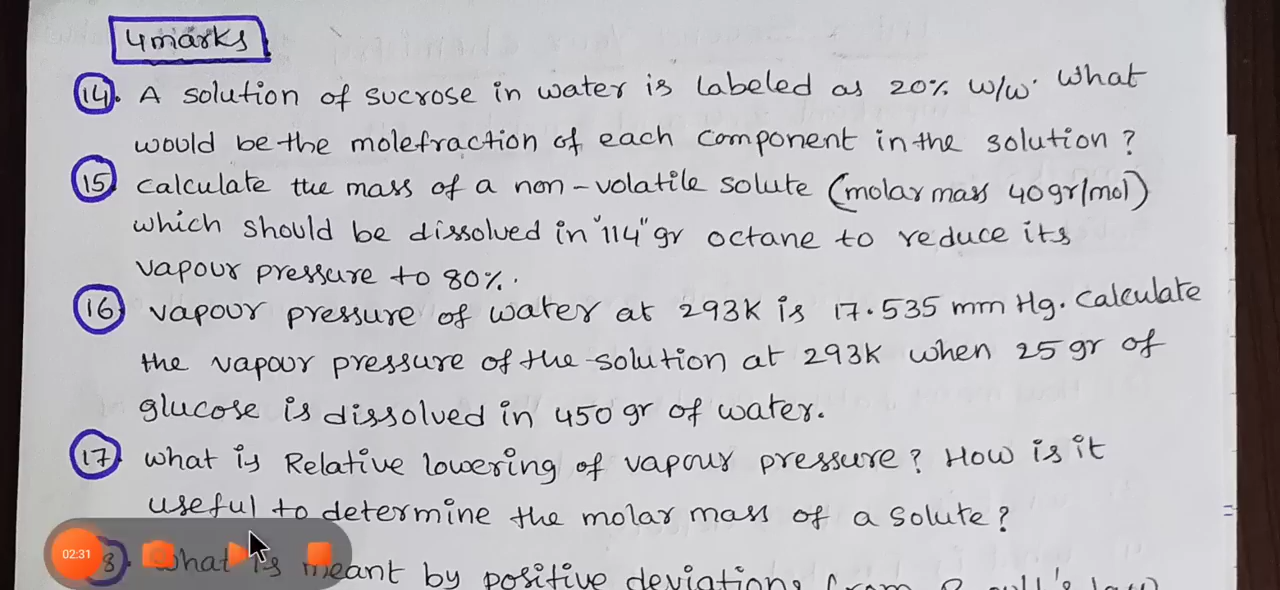 4marks
14. A solution of sucrose in water is labeled as 20% w/w. What
would be the molefraction of each component in the solution?
15 Calculate the mass of a non-volatile solute (molar mass 40gr/mol)
which should be dissolved in "114" gr octane to reduce its
vapour pressure to 80%.
16 vapour pressure of water at 293K is 17.535 mm Hg. Calculate
the vapour pressure of the solution at 293K when 25 gr of
glucose is dissolved in 450 gr of water.
17. what is Relative lowering of vapour pressure? How is it
useful to determine the molar mass of a solute?
02:31
8. What is meant by positive deviations from